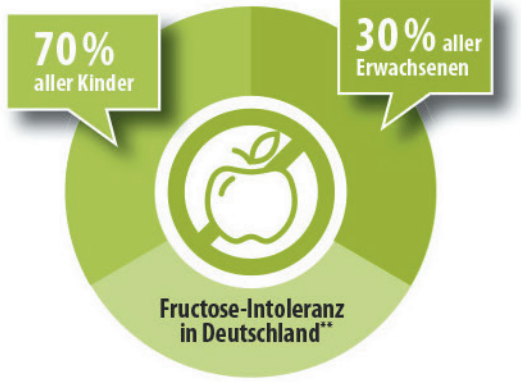 70 %
aller Kinder
30 % aller
Erwachsenen
Fructose-Intoleranz
in Deutschland**